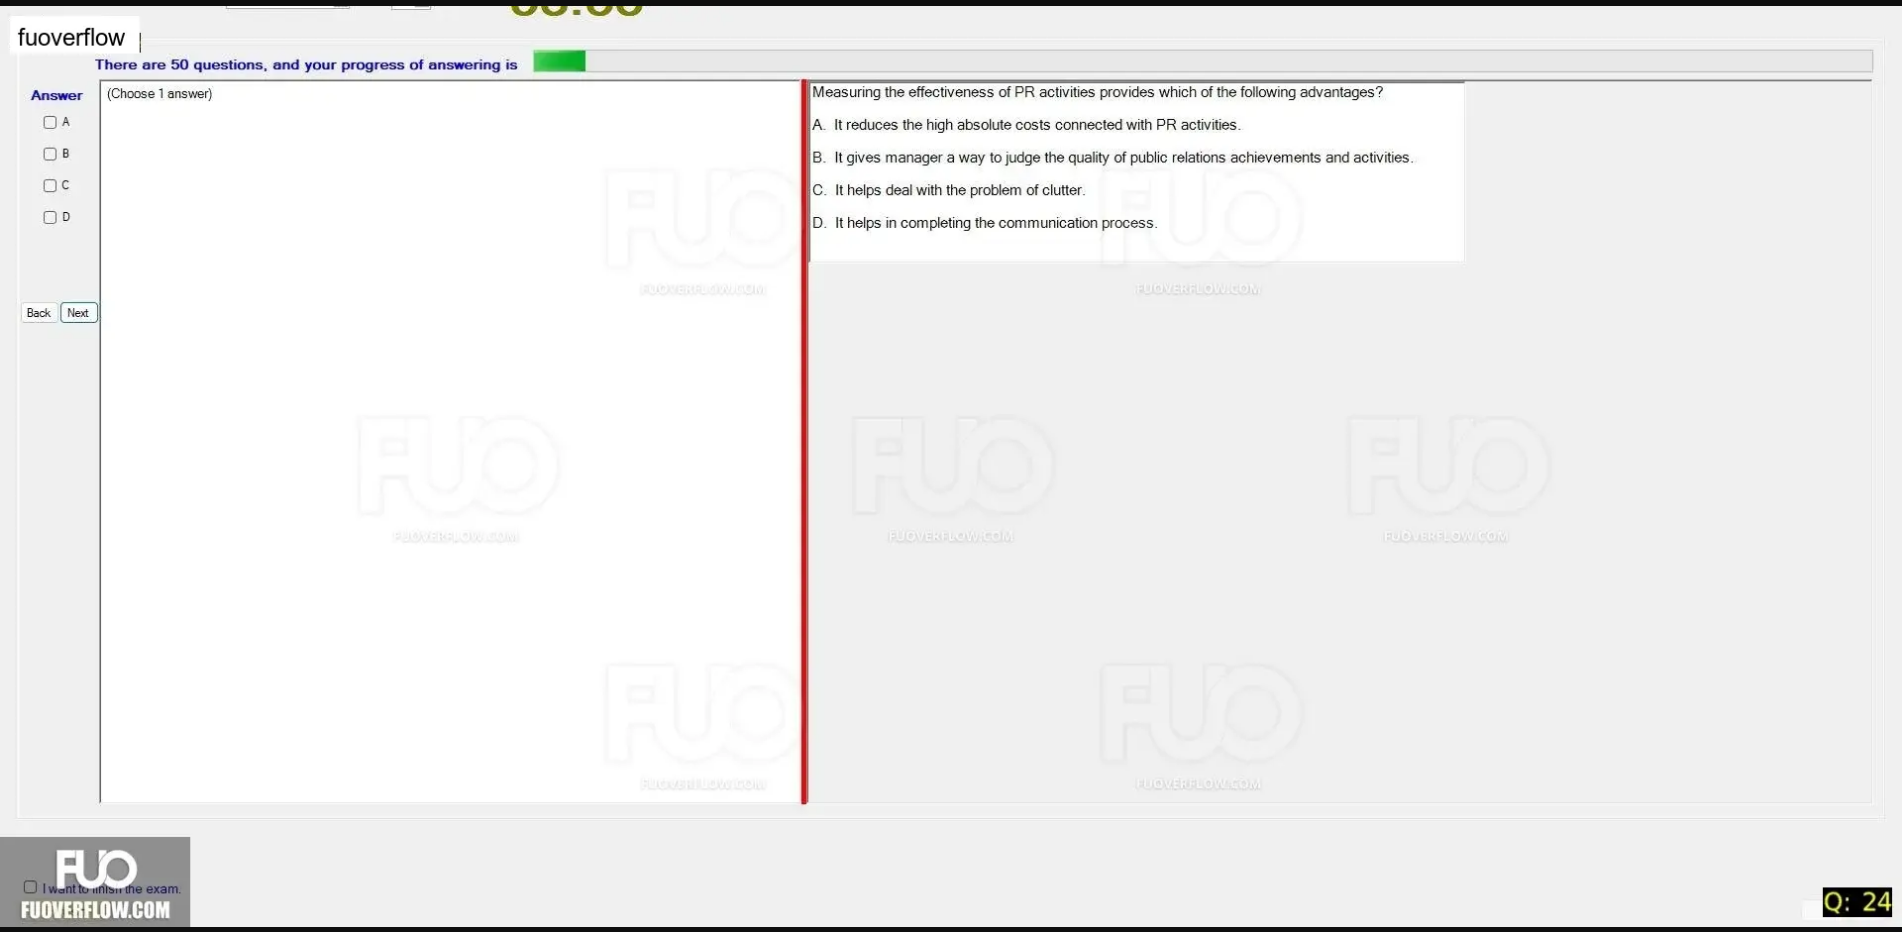 fuoverflow
There are 50 questions, and your progress of answering is
Answer
(Choose 1 answer)
A
B
C
D
Back
Next
Measuring the effectiveness of PR activities provides which of the following advantages?
A. It reduces the high absolute costs connected with PR activities.
B. It gives manager a way to judge the quality of public relations achievements and activities.
C. It helps deal with the problem of clutter.
D. It helps in completing the communication process.
FUO
FUOVERFLOW.COM
FUO
FUOVERFLOW.COM
FUO
FUOVERFLOW.COM
FUO
FUOVERFLOW.COM
FUO
FUOVERFLOW.COM
FUO
FUOVERFLOW.COM
FUO
FUOVERFLOW.COM
FUO
I want to finish the exam.
FUOVERFLOW.COM
Q: 24